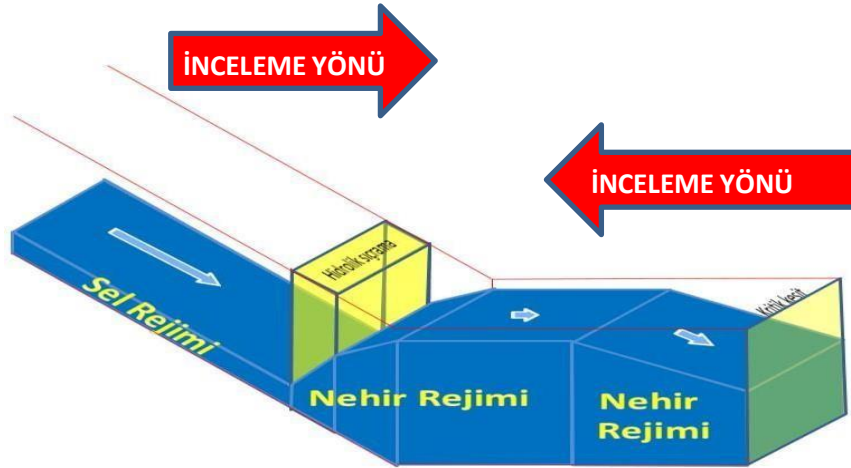 İNCELEME YÖNÜ
İNCELEME YÖNÜ
Hidrolik sıçrama
Kritik kesit
Sel Rejimi
Nehir Rejimi
Nehir
Rejimi